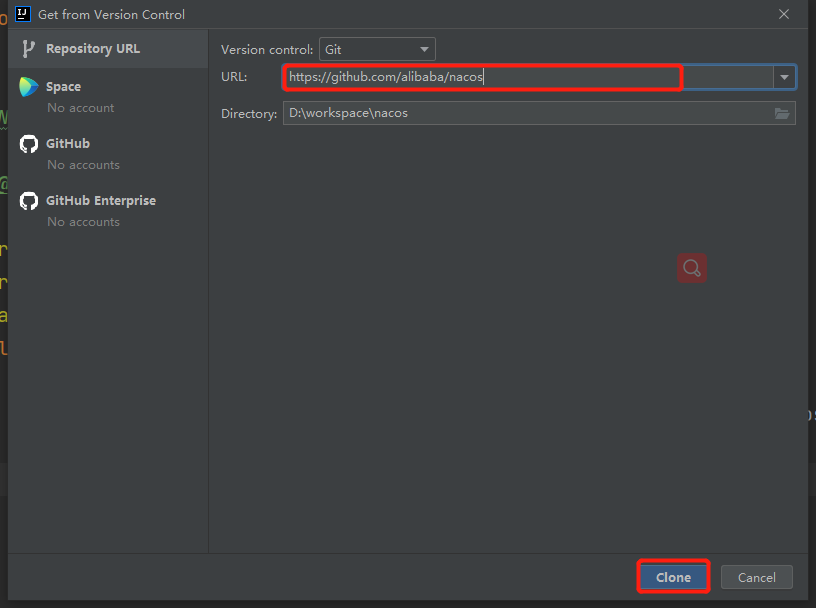 Get from Version Control
Repository URL
Space
No account
GitHub
No accounts
GitHub Enterprise
No accounts
Version control: Git
URL: https://github.com/alibaba/nacos
Directory: D:\workspace\nacos
Clone
Cancel